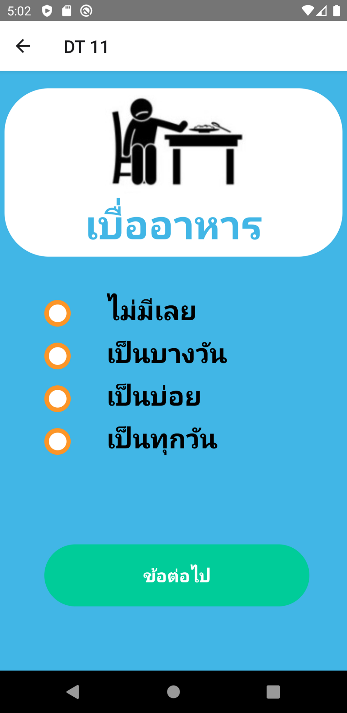 5:02
DT 11
เบื่ออาหาร
ไม่มีเลย
เป็นบางวัน
เป็นบ่อย
เป็นทุกวัน
ข้อต่อไป